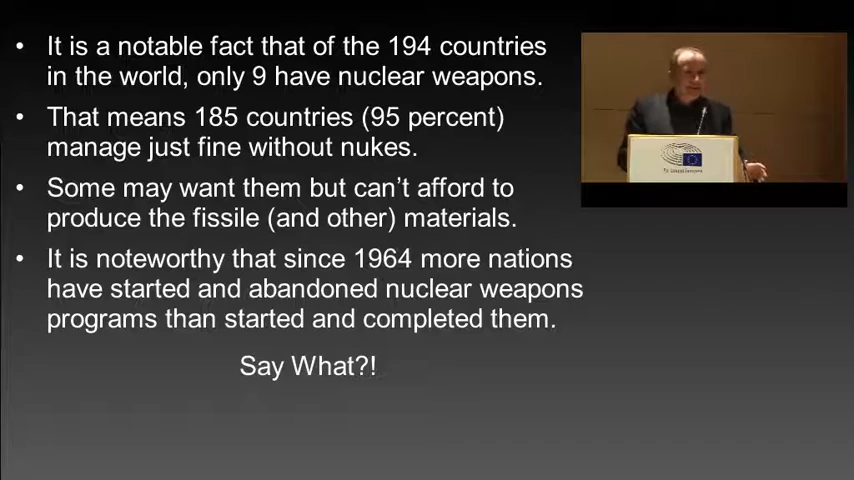 • It is a notable fact that of the 194 countries
in the world, only 9 have nuclear weapons.
• That means 185 countries (95 percent)
manage just fine without nukes.
• Some may want them but can't afford to
produce the fissile (and other) materials.
• It is noteworthy that since 1964 more nations
have started and abandoned nuclear weapons
programs than started and completed them.
Say What?!